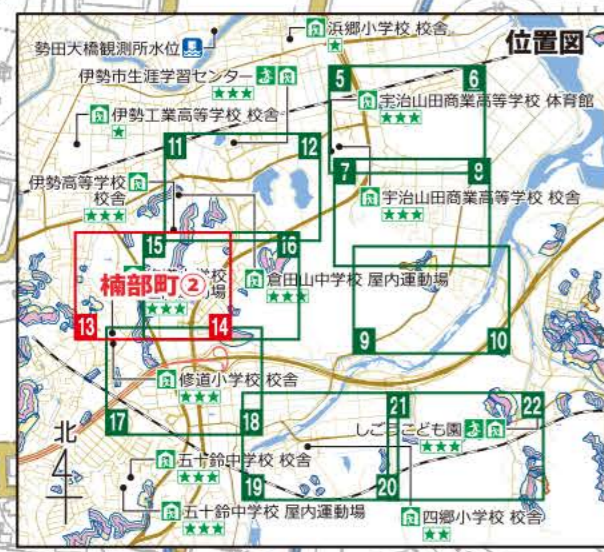 位置図
浜郷小学校 校舎
★
勢田大橋観測所水位
伊勢市生涯学習センター
★★★
5
6
宇治山田商業高等学校 体育館
★★★
伊勢工業高等学校 校舎
★
11
12
7
8
伊勢高等学校
校舎
★★★
宇治山田商業高等学校 校舎
★★★
15
16
楠部町②
★★★
倉田山中学校 屋内運動場
★★★
13
14
9
10
修道小学校 校舎
★★★
17
18
21
22
しごうこども園
★★★
北
五十鈴中学校 校舎
★★★
19
20
五十鈴中学校 屋内運動場
★★★
四郷小学校 校舎
★★